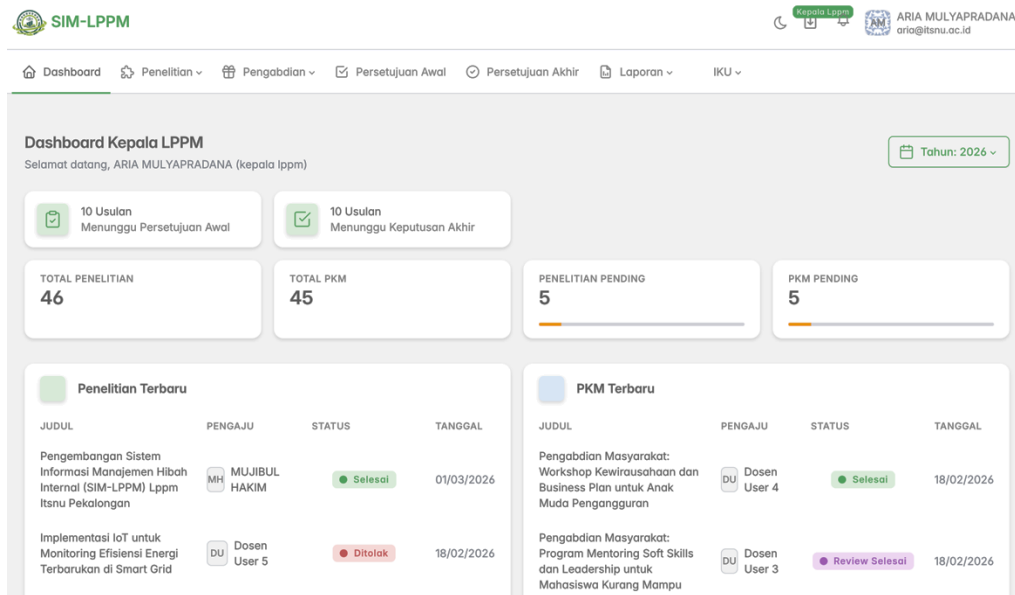 SIM-LPPM
Kepala Lppm
ARIA MULYAPRADANA
aria@itsnu.ac.id
Dashboard
Penelitian
Pengabdian
Persetujuan Awal
Persetujuan Akhir
Laporan
IKU
Dashboard Kepala LPPM
Selamat datang, ARIA MULYAPRADANA (kepala lppm)
Tahun: 2026
10 Usulan
Menunggu Persetujuan Awal
10 Usulan
Menunggu Keputusan Akhir
TOTAL PENELITIAN
46
TOTAL PKM
45
PENELITIAN PENDING
5
PKM PENDING
5
Penelitian Terbaru
JUDUL PENGAJU STATUS TANGGAL
Pengembangan Sistem
Informasi Manajemen Hibah
Internal (SIM-LPPM) Lppm
Itsnu Pekalongan
MH
MUJIBUL
HAKIM
Selesai
01/03/2026
Implementasi IoT untuk
Monitoring Efisiensi Energi
Terbarukan di Smart Grid
DU
Dosen
User 5
Ditolak
18/02/2026
PKM Terbaru
JUDUL PENGAJU STATUS TANGGAL
Pengabdian Masyarakat:
Workshop Kewirausahaan dan
Business Plan untuk Anak
Muda Pengangguran
DU
Dosen
User 4
Selesai
18/02/2026
Pengabdian Masyarakat:
Program Mentoring Soft Skills
dan Leadership untuk
Mahasiswa Kurang Mampu
DU
Dosen
User 3
Review Selesai
18/02/2026